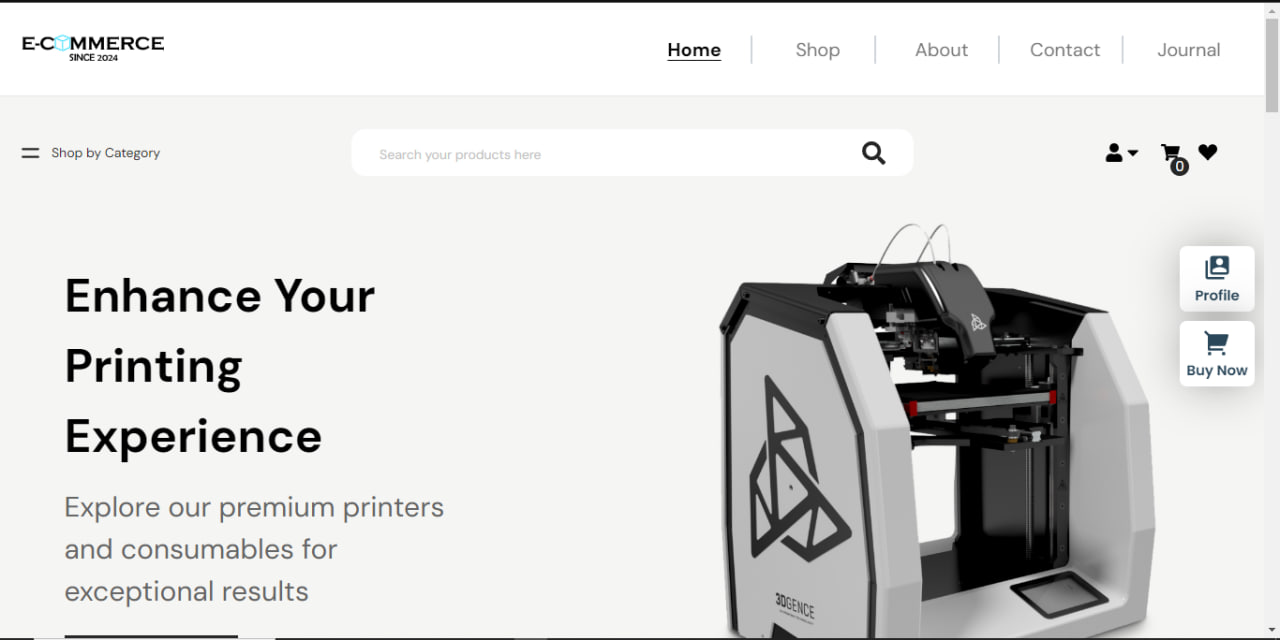 E-COMMERCE
SINCE 2024
Home
Shop
About
Contact
Journal
Shop by Category
Search your products here
0
Profile
Buy Now
Enhance Your
Printing
Experience
Explore our premium printers
and consumables for
exceptional results
3DGENCE